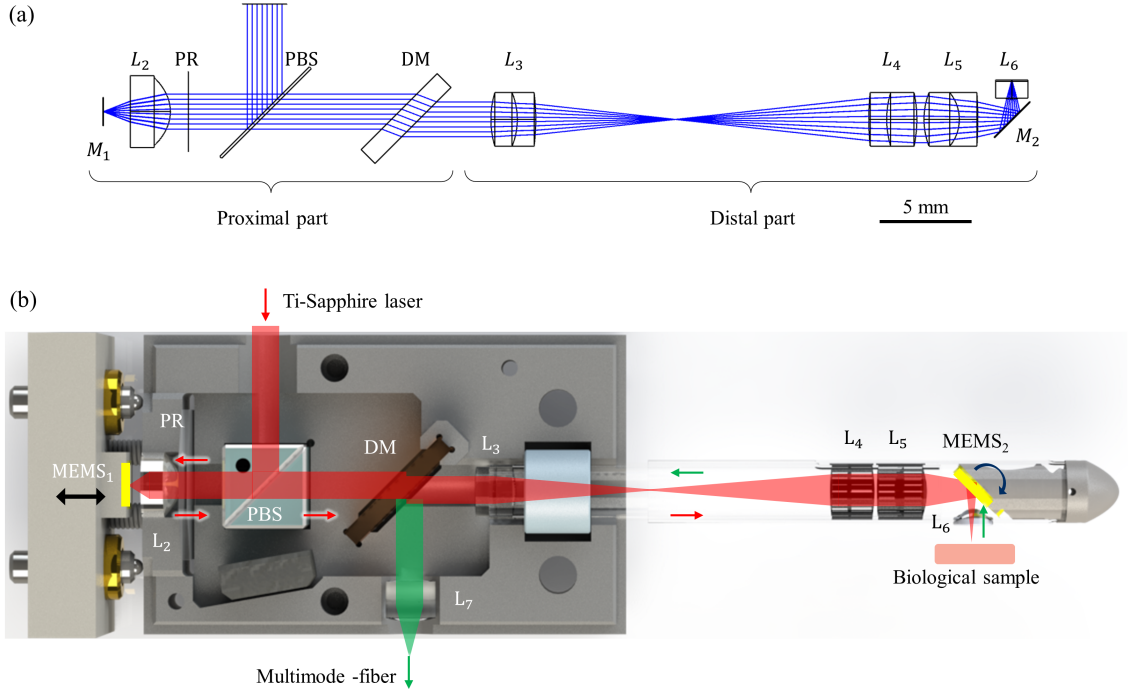 (a)
L₂ PR PBS DM L₃ L₄ L₅ L₆
M₁ M₂
Proximal part Distal part 5 mm
(b)
Ti-Sapphire laser
PR DM L₃ L₄ L₅ MEMS₂
MEMS₁
PBS
L₂ L₆
Biological sample
L₇
Multimode -fiber